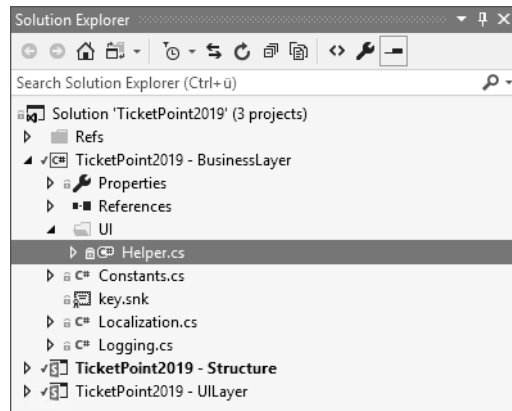 Solution Explorer
Search Solution Explorer (Ctrl+ü)
Solution 'TicketPoint2019' (3 projects)
Refs
C# TicketPoint2019 - BusinessLayer
Properties
References
UI
C# Helper.cs
C# Constants.cs
key.snk
C# Localization.cs
C# Logging.cs
TicketPoint2019 - Structure
TicketPoint2019 - UILayer